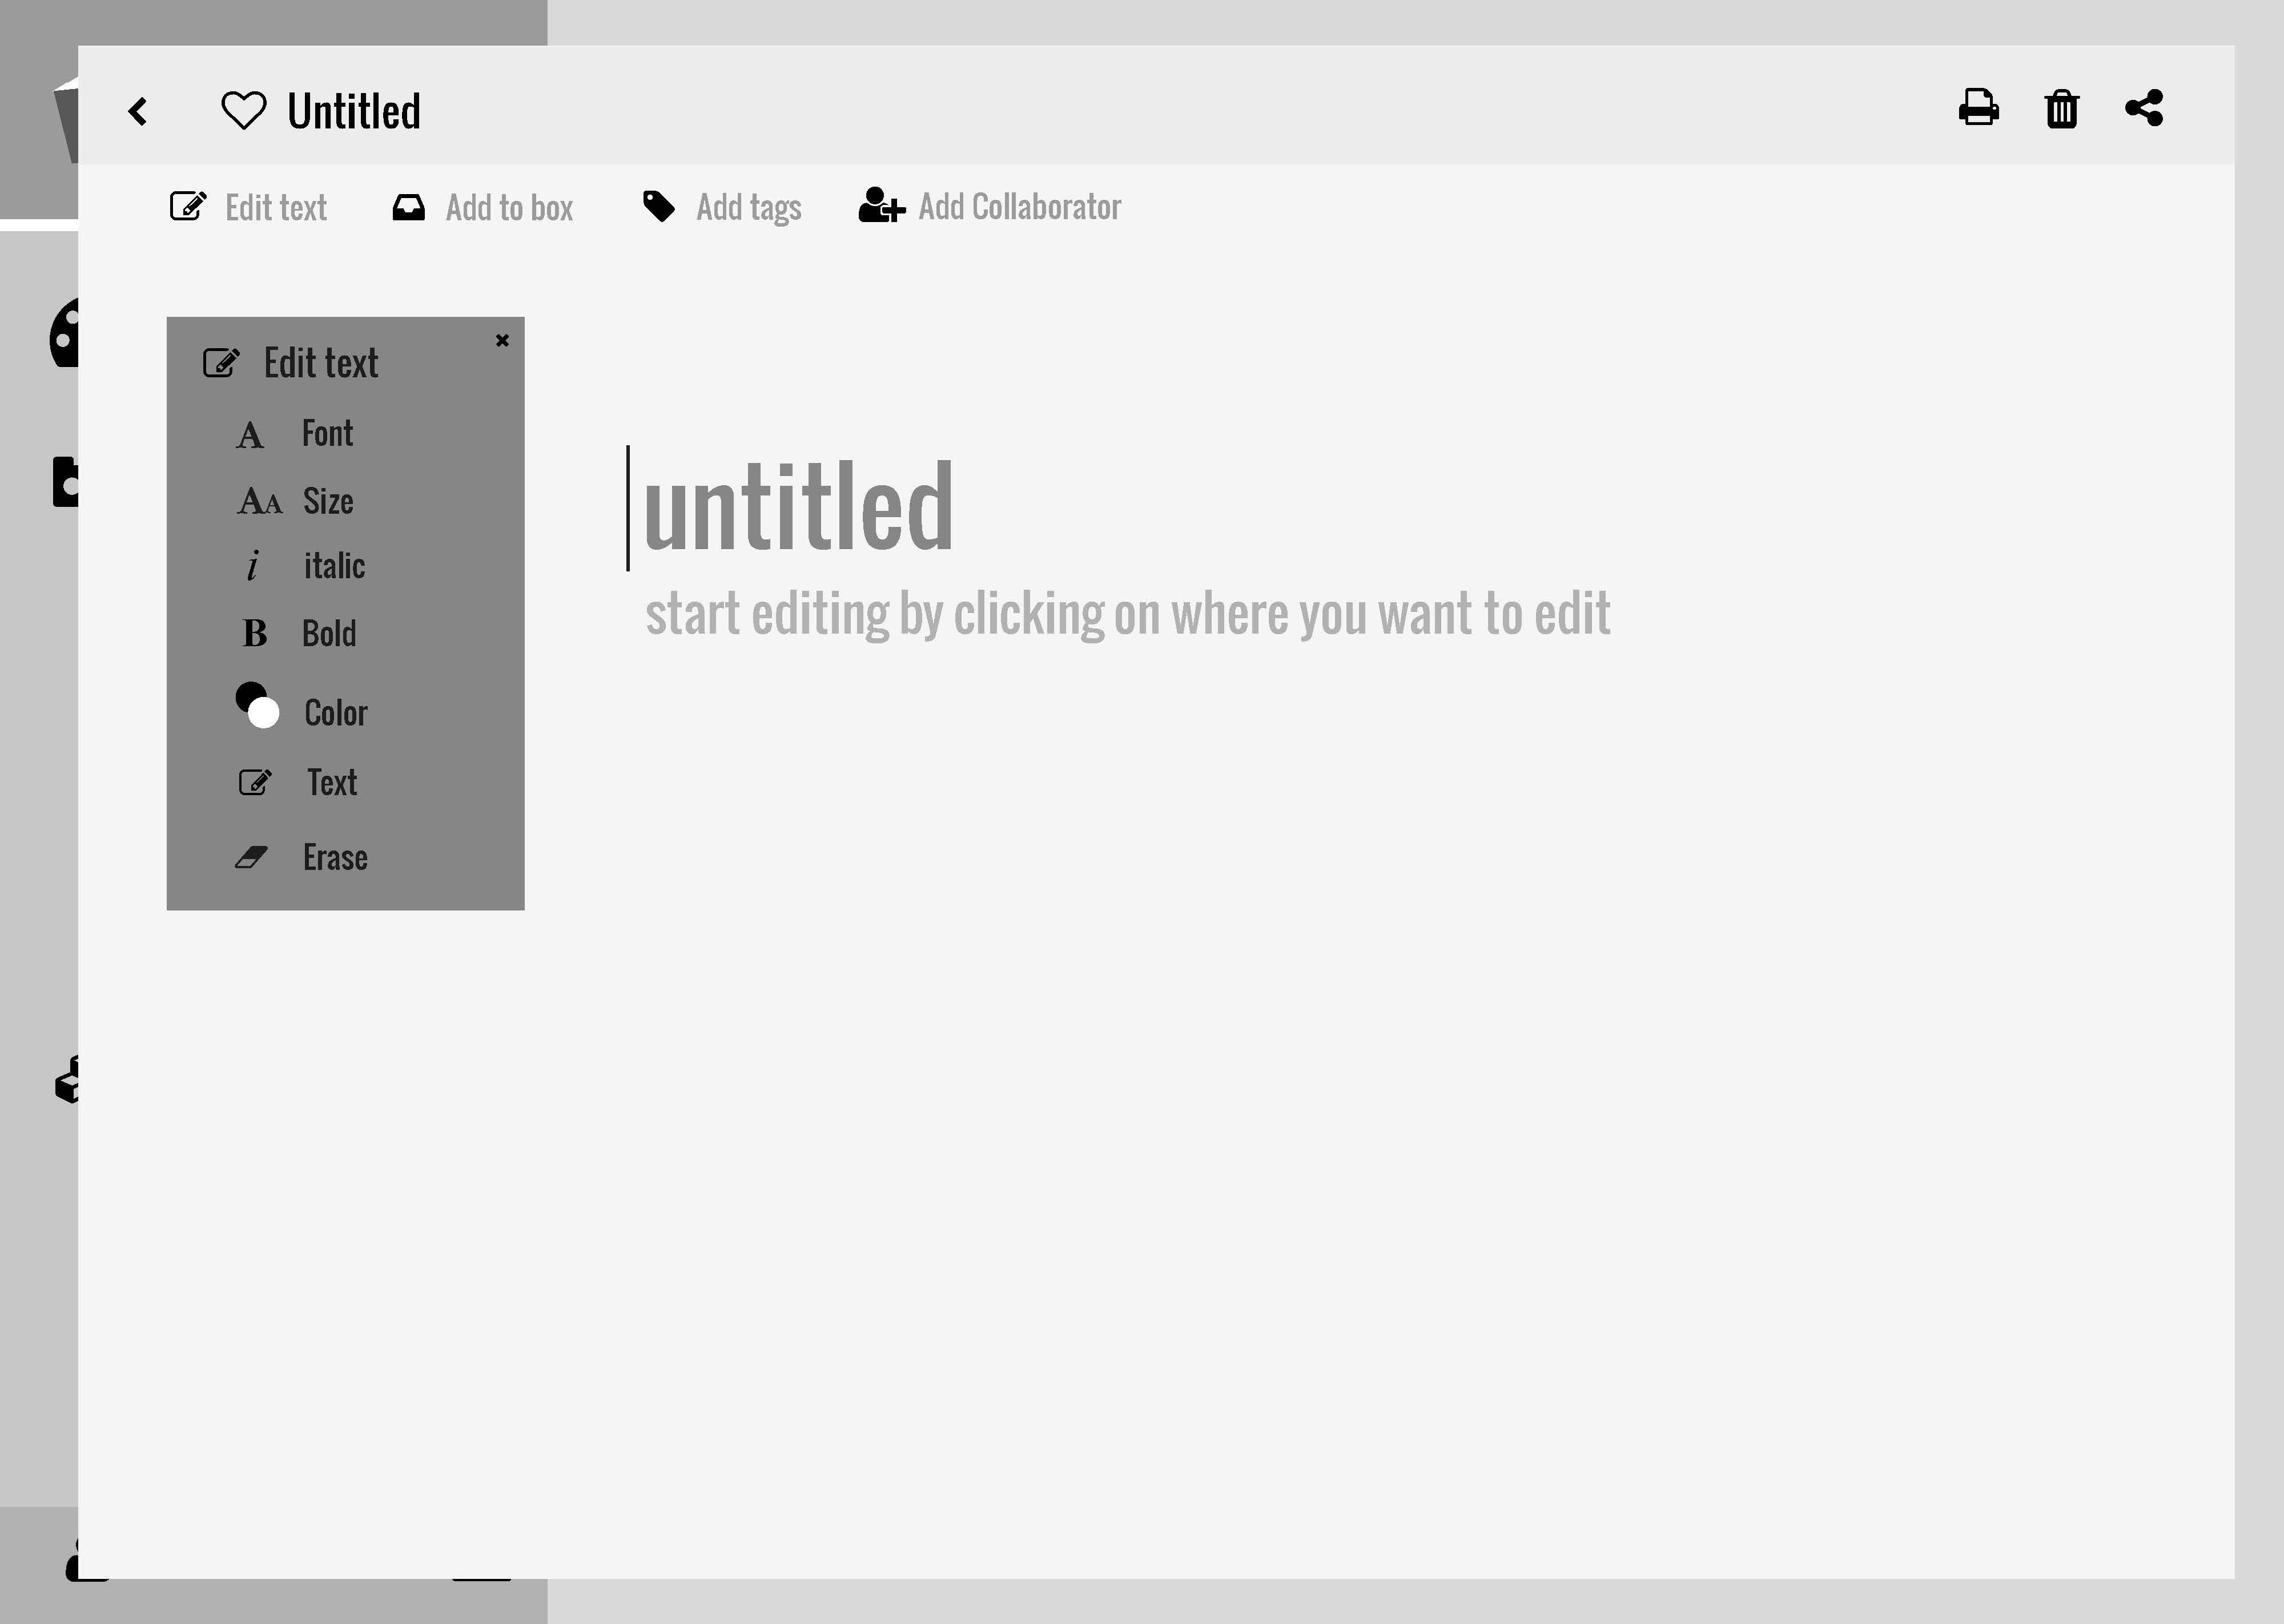 Untitled
Edit text
Add to box
Add tags
Add Collaborator
Edit text
A Font
AA Size
i italic
B Bold
Color
Text
Erase
untitled
start editing by clicking on where you want to edit